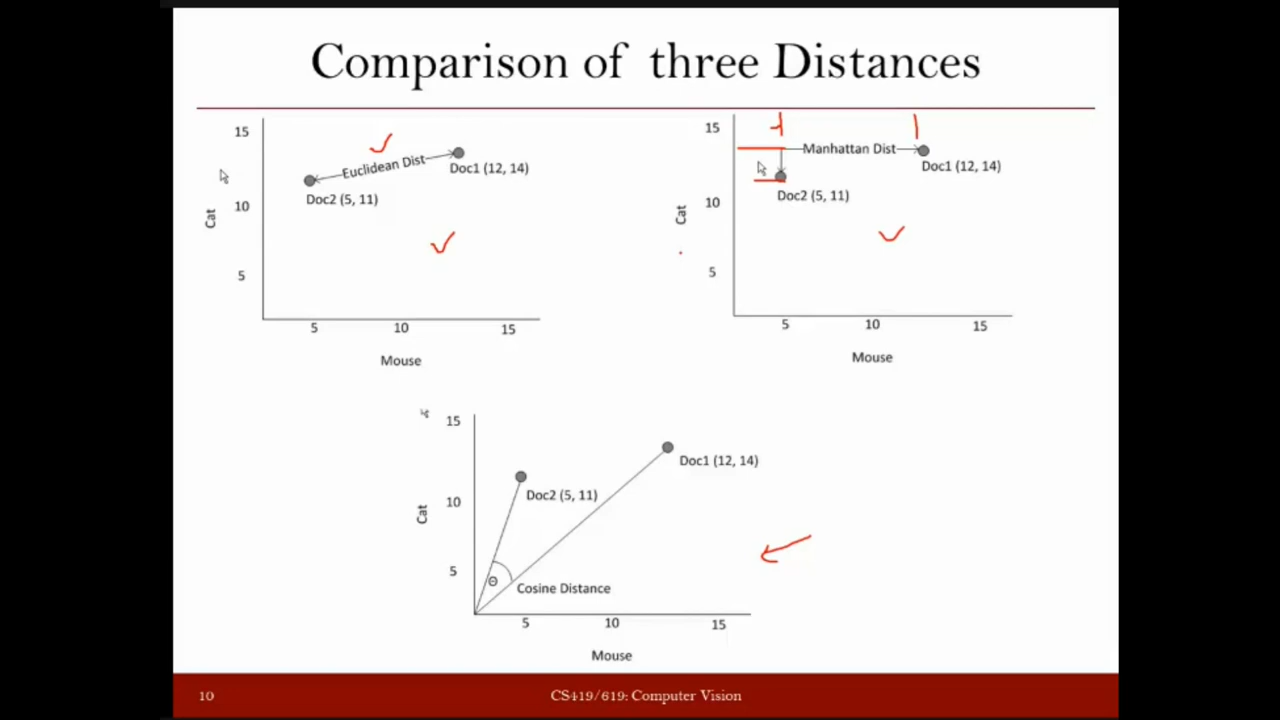 Comparison of three Distances
15
10
5
Cat
Euclidean Dist
Doc1 (12, 14)
Doc2 (5, 11)
5 10 15
Mouse
15
10
5
Cat
Manhattan Dist
Doc1 (12, 14)
Doc2 (5, 11)
5 10 15
Mouse
15
10
5
Cat
Doc1 (12, 14)
Doc2 (5, 11)
Θ
Cosine Distance
5 10 15
Mouse
10 CS419/619: Computer Vision